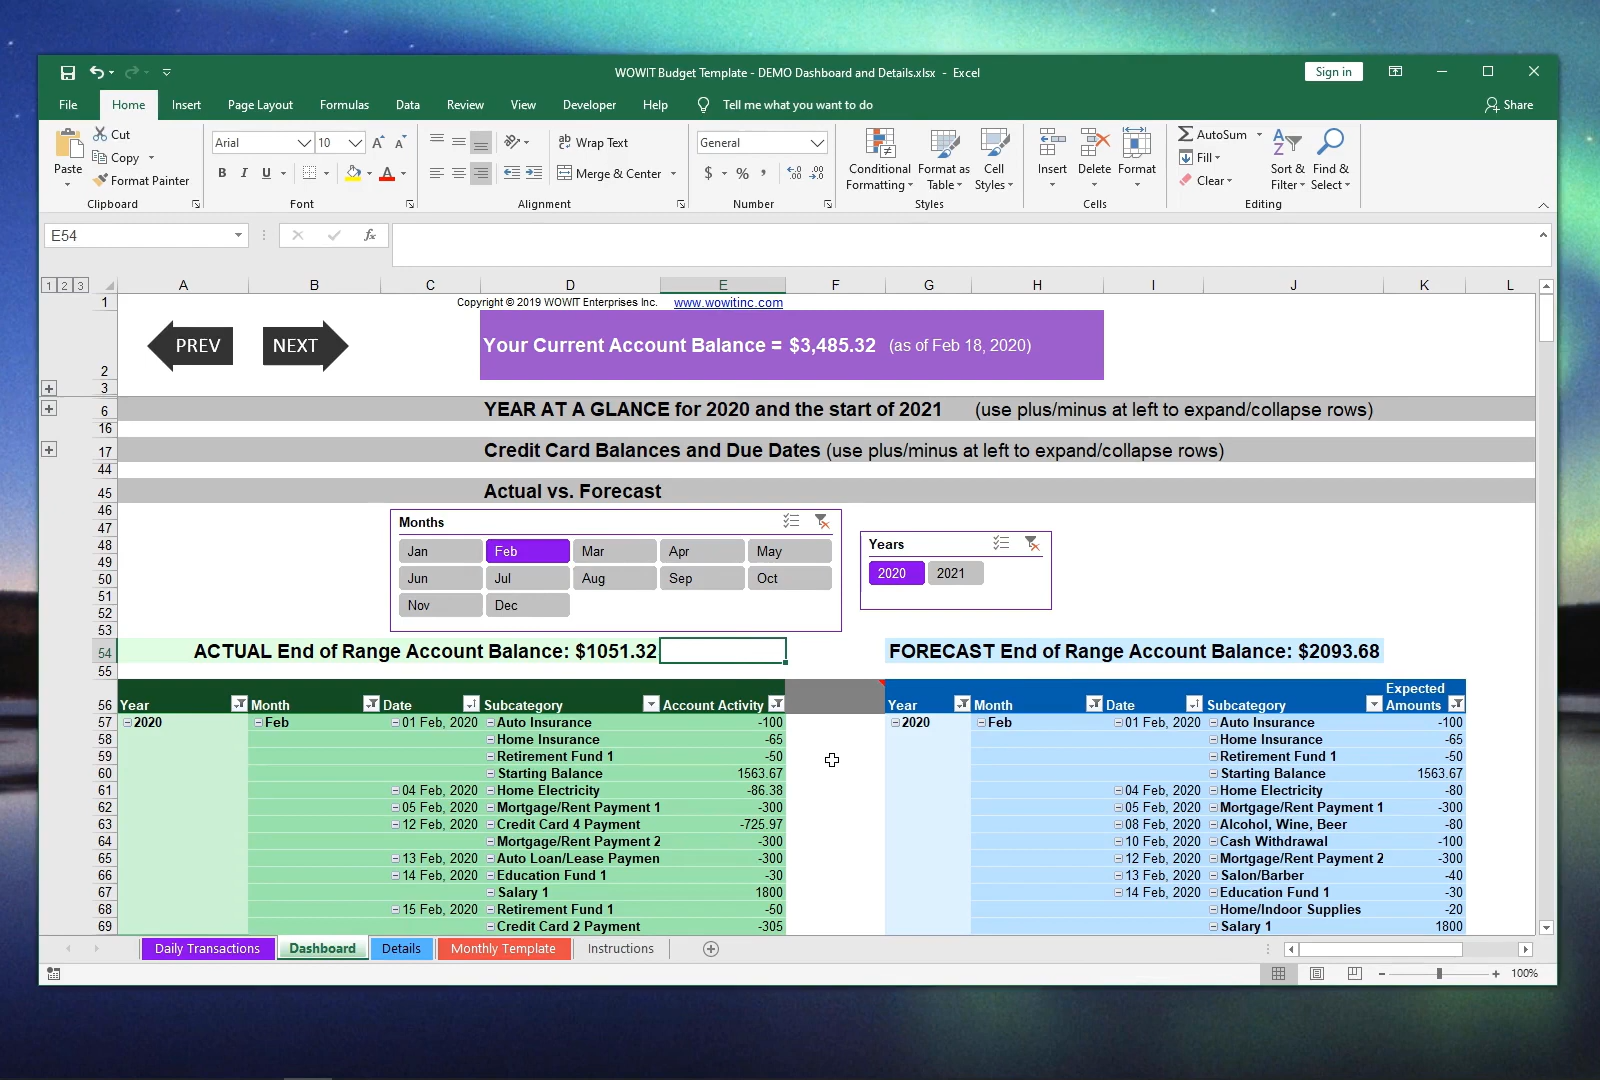 WOWIT Budget Template - DEMO Dashboard and Details.xlsx - Excel
Sign in
File Home Insert Page Layout Formulas Data Review View Developer Help Tell me what you want to do Share
Paste
Cut
Copy
Format Painter
Clipboard
Arial 10
B I U
Font
Wrap Text
Merge & Center
Alignment
General
$ % ,
Number
Conditional Formatting
Format as Table
Cell Styles
Styles
Insert Delete Format
Cells
AutoSum
Fill
Clear
Sort & Filter
Find & Select
Editing
E54
fx
1 2 3
A B C D E F G H I J K L
1 Copyright © 2019 WOWIT Enterprises Inc. www.wowitinc.com
PREV NEXT
2 Your Current Account Balance = $3,485.32 (as of Feb 18, 2020)
3
6 YEAR AT A GLANCE for 2020 and the start of 2021 (use plus/minus at left to expand/collapse rows)
16
17 Credit Card Balances and Due Dates (use plus/minus at left to expand/collapse rows)
44
45 Actual vs. Forecast
46
47
48
49
50
51
52
53
Months
Jan Feb Mar Apr May
Jun Jul Aug Sep Oct
Nov Dec
Years
2020 2021
54 ACTUAL End of Range Account Balance: $1051.32 FORECAST End of Range Account Balance: $2093.68
55
56 Year Month Date Subcategory Account Activity Year Month Date Subcategory Expected Amounts
57 2020 Feb 01 Feb, 2020 Auto Insurance -100 2020 Feb 01 Feb, 2020 Auto Insurance -100
58 Home Insurance -65 Home Insurance -65
59 Retirement Fund 1 -50 Retirement Fund 1 -50
60 Starting Balance 1563.67 Starting Balance 1563.67
61 04 Feb, 2020 Home Electricity -86.38 04 Feb, 2020 Home Electricity -80
62 05 Feb, 2020 Mortgage/Rent Payment 1 -300 05 Feb, 2020 Mortgage/Rent Payment 1 -300
63 12 Feb, 2020 Credit Card 4 Payment -725.97 08 Feb, 2020 Alcohol, Wine, Beer -80
64 Mortgage/Rent Payment 2 -300 10 Feb, 2020 Cash Withdrawal -100
65 13 Feb, 2020 Auto Loan/Lease Paymen -300 12 Feb, 2020 Mortgage/Rent Payment 2 -300
66 14 Feb, 2020 Education Fund 1 -30 13 Feb, 2020 Salon/Barber -40
67 Salary 1 1800 14 Feb, 2020 Education Fund 1 -30
68 15 Feb, 2020 Retirement Fund 1 -50 Home/Indoor Supplies -20
69 Credit Card 2 Payment -305 Salary 1 1800
Daily Transactions Dashboard Details Monthly Template Instructions
100%